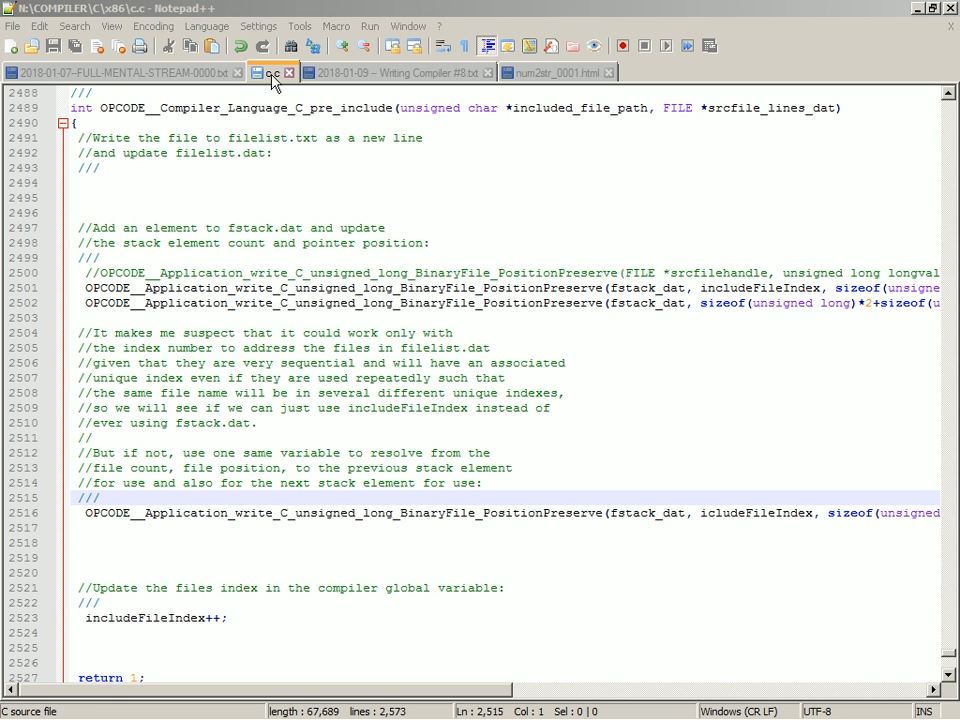 N:\COMPILER\C\x86\c.c - Notepad++
File Edit Search View Encoding Language Settings Tools Macro Run Window ? X
2018-01-07-FULL-MENTAL-STREAM-0000.txt c.c 2018-01-09 – Writing Compiler #8.txt num2str_0001.html
2488 ///
2489 int OPCODE__Compiler_Language_C_pre_include(unsigned char *included_file_path, FILE *srcfile_lines_dat)
2490 {
2491 //Write the file to filelist.txt as a new line
2492 //and update filelist.dat:
2493 ///
2494
2495
2496
2497 //Add an element to fstack.dat and update
2498 //the stack element count and pointer position:
2499 ///
2500 //OPCODE__Application_write_C_unsigned_long_BinaryFile_PositionPreserve(FILE *srcfilehandle, unsigned long longval
2501 OPCODE__Application_write_C_unsigned_long_BinaryFile_PositionPreserve(fstack_dat, includeFileIndex, sizeof(unsigne
2502 OPCODE__Application_write_C_unsigned_long_BinaryFile_PositionPreserve(fstack_dat, sizeof(unsigned long)*2+sizeof(u
2503
2504 //It makes me suspect that it could work only with
2505 //the index number to address the files in filelist.dat
2506 //given that they are very sequential and will have an associated
2507 //unique index even if they are used repeatedly such that
2508 //the same file name will be in several different unique indexes,
2509 //so we will see if we can just use includeFileIndex instead of
2510 //ever using fstack.dat.
2511 //
2512 //But if not, use one same variable to resolve from the
2513 //file count, file position, to the previous stack element
2514 //for use and also for the next stack element for use:
2515 ///
2516 OPCODE__Application_write_C_unsigned_long_BinaryFile_PositionPreserve(fstack_dat, icludeFileIndex, sizeof(unsigned
2517
2518
2519
2520
2521 //Update the files index in the compiler global variable:
2522 ///
2523 includeFileIndex++;
2524
2525
2526
2527 return 1;
C source file length : 67,689 lines : 2,573 Ln : 2,515 Col : 1 Sel : 0 | 0 Windows (CR LF) UTF-8 INS